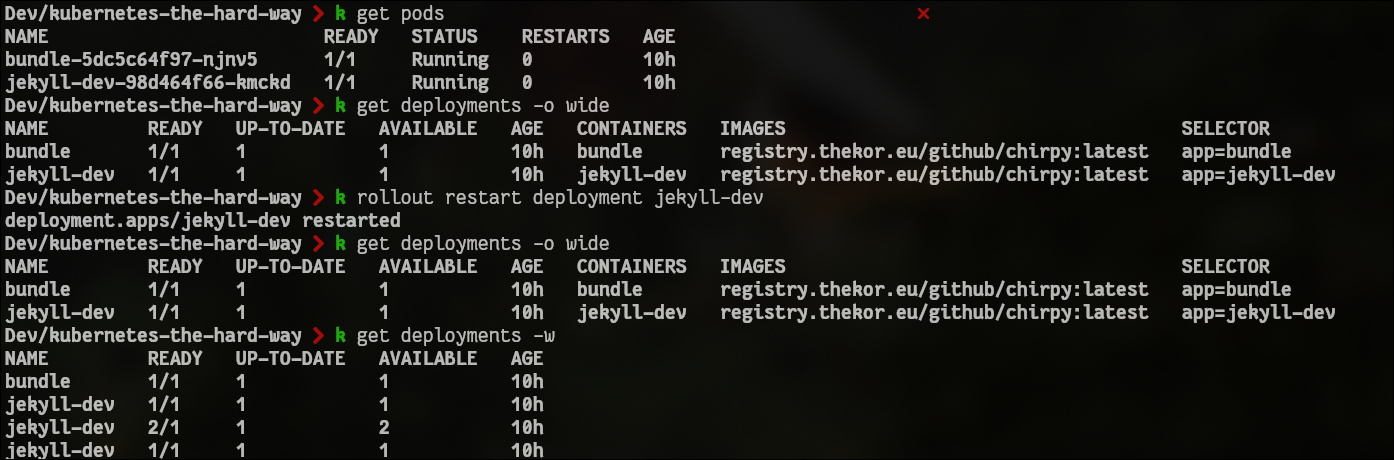 Dev/kubernetes-the-hard-way ❯ k get pods ✕
NAME READY STATUS RESTARTS AGE
bundle-5dc5c64f97-njnv5 1/1 Running 0 10h
jekyll-dev-98d464f66-kmckd 1/1 Running 0 10h
Dev/kubernetes-the-hard-way ❯ k get deployments -o wide
NAME READY UP-TO-DATE AVAILABLE AGE CONTAINERS IMAGES SELECTOR
bundle 1/1 1 1 10h bundle registry.thekor.eu/github/chirpy:latest app=bundle
jekyll-dev 1/1 1 1 10h jekyll-dev registry.thekor.eu/github/chirpy:latest app=jekyll-dev
Dev/kubernetes-the-hard-way ❯ k rollout restart deployment jekyll-dev
deployment.apps/jekyll-dev restarted
Dev/kubernetes-the-hard-way ❯ k get deployments -o wide
NAME READY UP-TO-DATE AVAILABLE AGE CONTAINERS IMAGES SELECTOR
bundle 1/1 1 1 10h bundle registry.thekor.eu/github/chirpy:latest app=bundle
jekyll-dev 1/1 1 1 10h jekyll-dev registry.thekor.eu/github/chirpy:latest app=jekyll-dev
Dev/kubernetes-the-hard-way ❯ k get deployments -w
NAME READY UP-TO-DATE AVAILABLE AGE
bundle 1/1 1 1 10h
jekyll-dev 1/1 1 1 10h
jekyll-dev 2/1 1 2 10h
jekyll-dev 1/1 1 1 10h